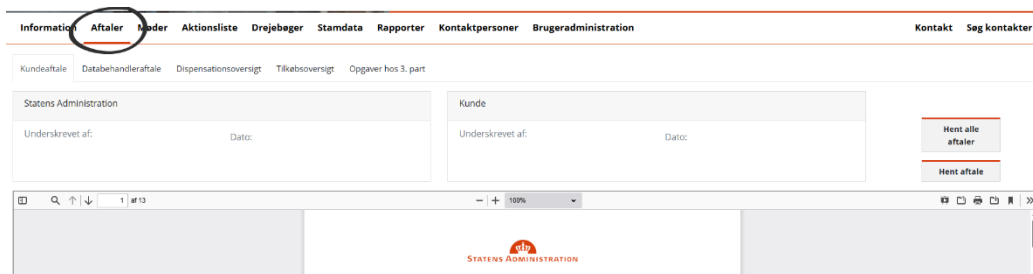 Information Aftaler Møder Aktionsliste Drejebøger Stamdata Rapporter Kontaktpersoner Brugeradministration Kontakt Søg kontakter
Kundeaftale Databehandleraftale Dispensationsoversigt Tilkøbsoversigt Opgaver hos 3. part
Statens Administration
Underskrevet af: Dato:
Kunde
Underskrevet af: Dato:
Hent alle
aftaler
Hent aftale
1 af 13 100%
STATENS ADMINISTRATION